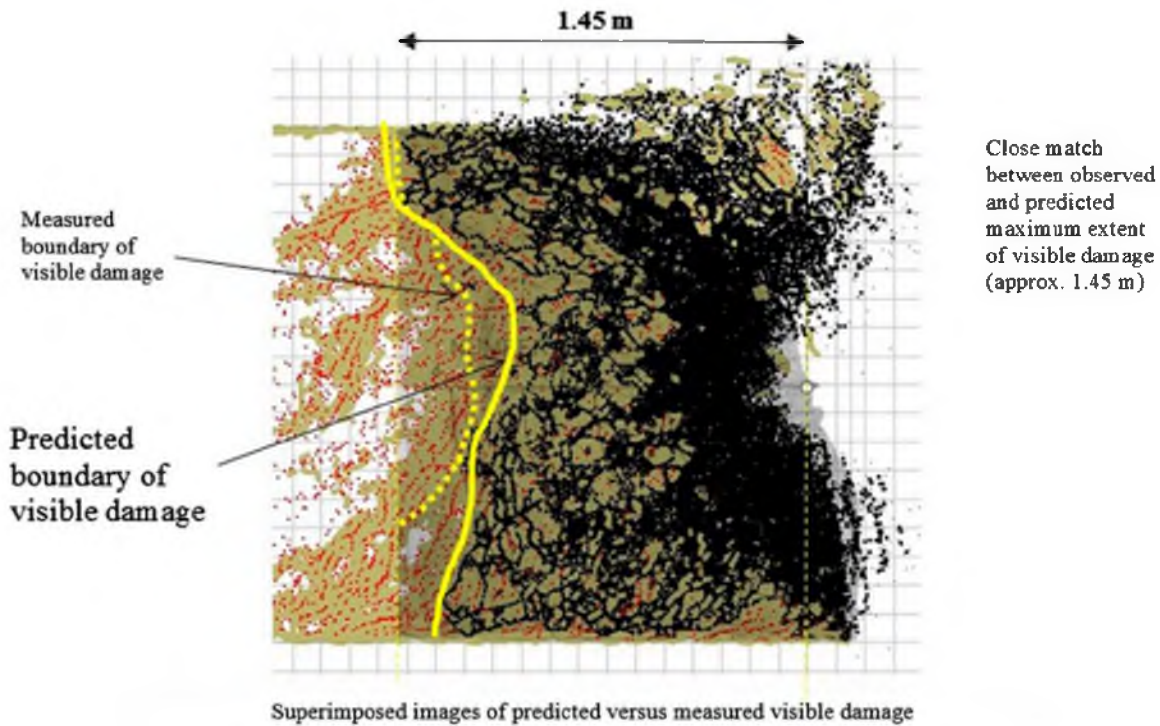 1.45 m
Close match
between observed
and predicted
maximum extent
of visible damage
(approx. 1.45 m)
Measured
boundary of
visible damage
Predicted
boundary of
visible damage
Superimposed images of predicted versus measured visible damage